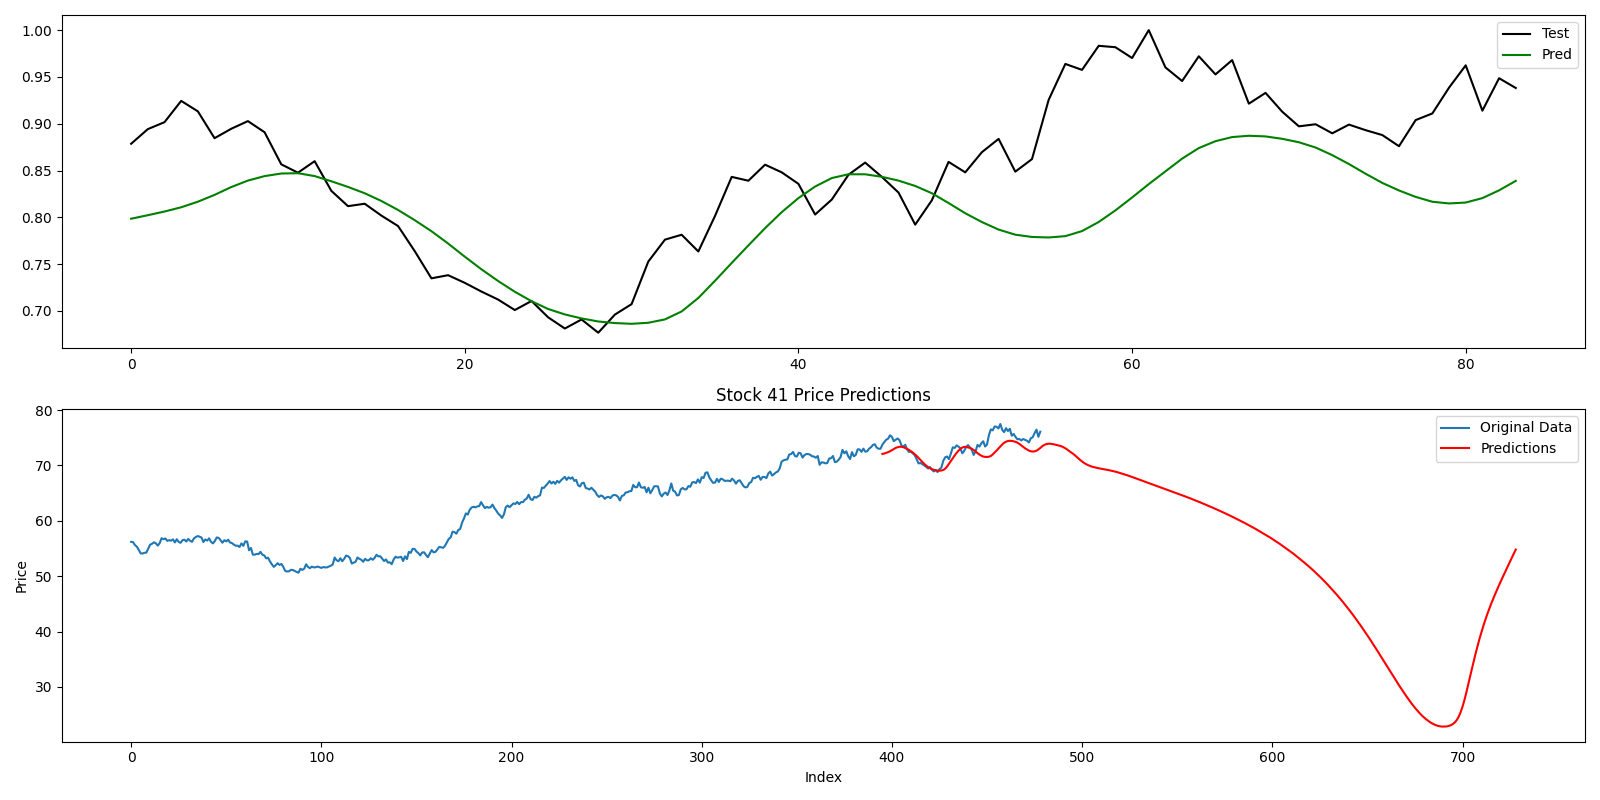 1.00
0.95
0.90
0.85
0.80
0.75
0.70
Test
Pred
0 20 40 60 80
Stock 41 Price Predictions
80
70
60
50
40
30
Price
Original Data
Predictions
0 100 200 300 400 500 600 700
Index